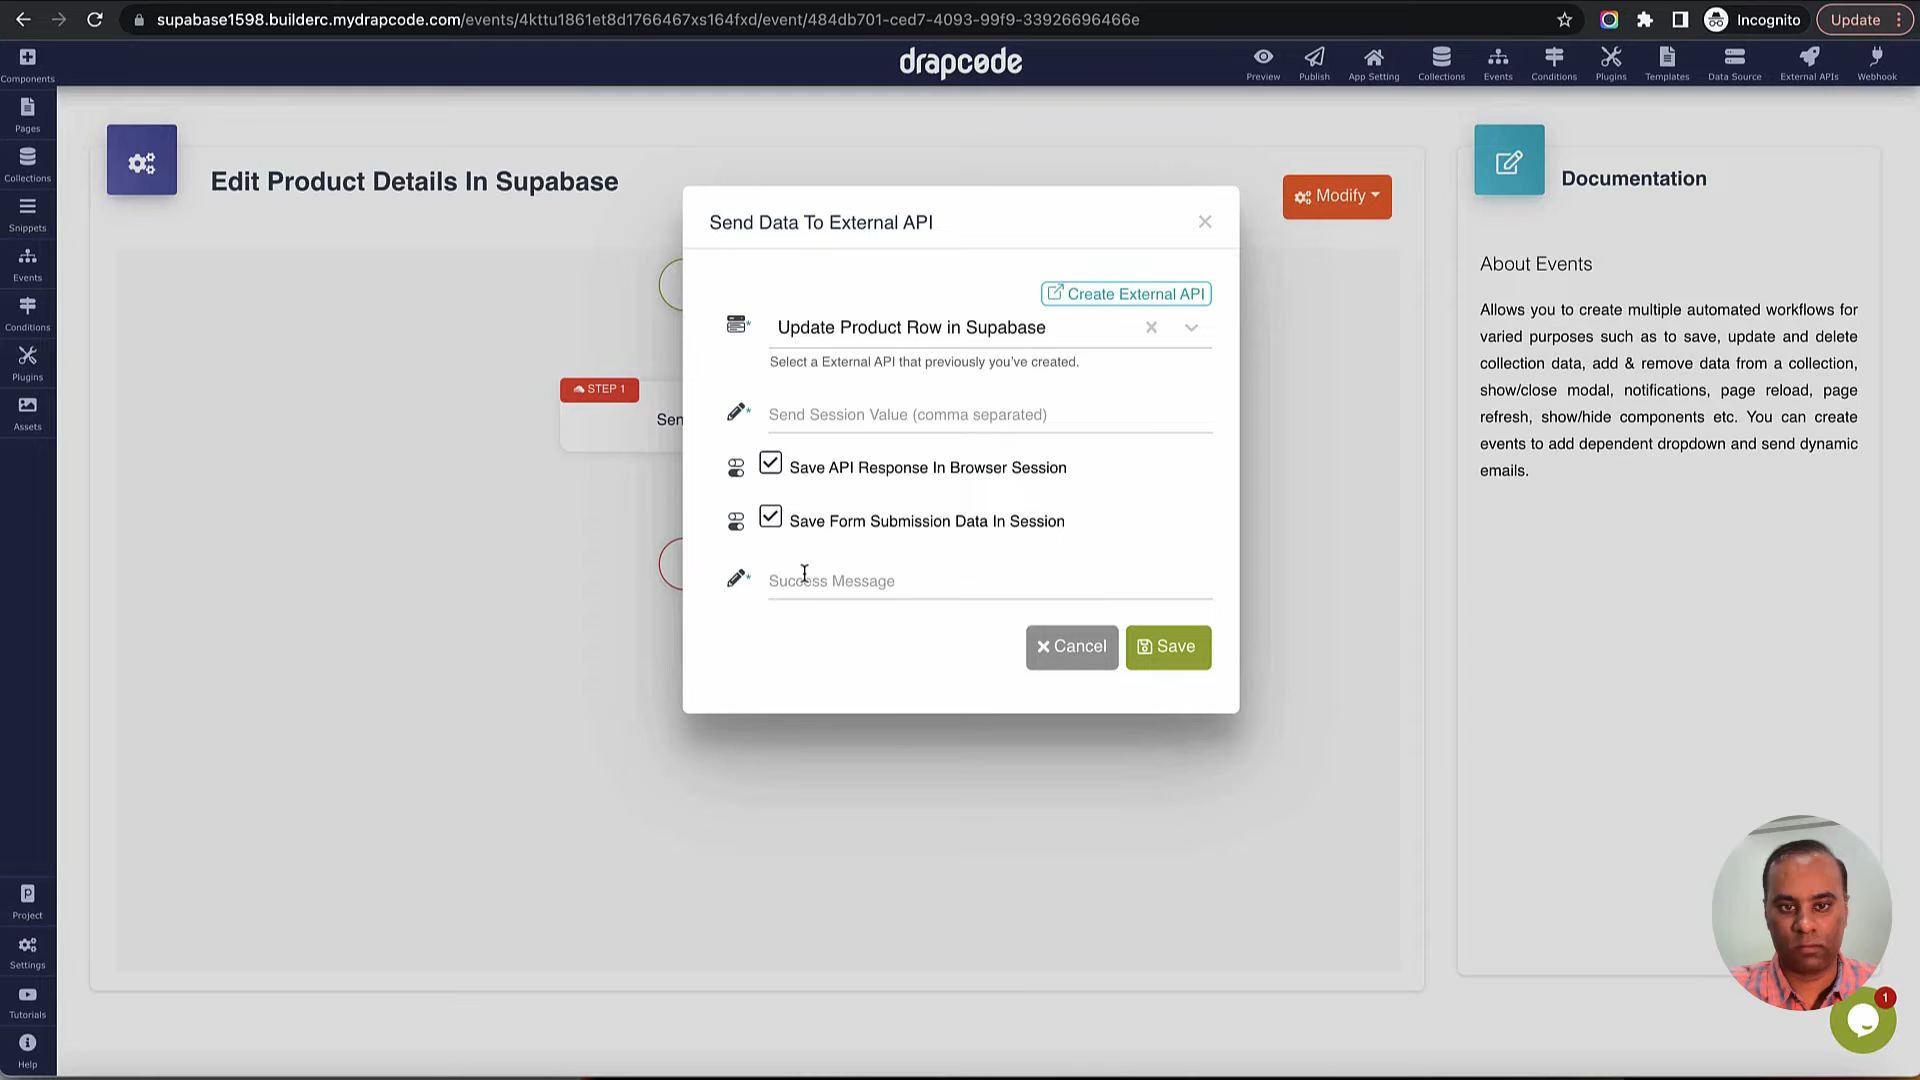 supabase1598.builderc.mydrapcode.com/events/4kttu1861et8d1766467xs164fxd/event/484db701-ced7-4093-99f9-33926696466e
Incognito
Update
Components
drapcode
Preview
Publish
App Setting
Collections
Events
Conditions
Plugins
Templates
Data Source
External APIs
Webhook
Pages
Collections
Snippets
Events
Conditions
Plugins
Assets
Project
Settings
Tutorials
Help
Edit Product Details In Supabase
Modify
STEP 1
Sen
Send Data To External API
Create External API
Update Product Row in Supabase
Select a External API that previously you've created.
Send Session Value (comma separated)
Save API Response In Browser Session
Save Form Submission Data In Session
Success Message
Cancel
Save
Documentation
About Events
Allows you to create multiple automated workflows for
varied purposes such as to save, update and delete
collection data, add & remove data from a collection,
show/close modal, notifications, page reload, page
refresh, show/hide components etc. You can create
events to add dependent dropdown and send dynamic
emails.
1